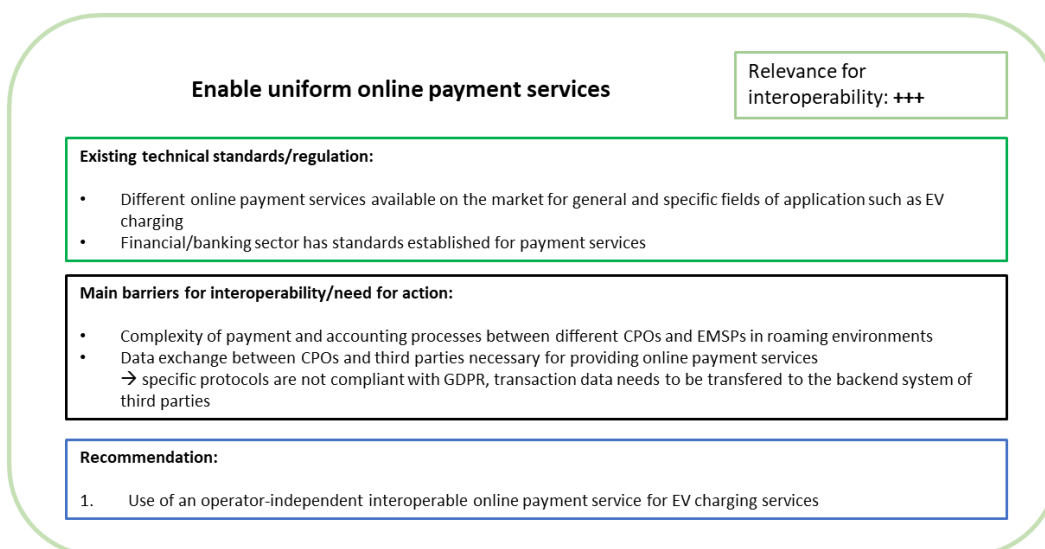 Enable uniform online payment services
Relevance for
interoperability: +++
Existing technical standards/regulation:
• Different online payment services available on the market for general and specific fields of application such as EV
charging
• Financial/banking sector has standards established for payment services
Main barriers for interoperability/need for action:
• Complexity of payment and accounting processes between different CPOs and EMSPs in roaming environments
• Data exchange between CPOs and third parties necessary for providing online payment services
→ specific protocols are not compliant with GDPR, transaction data needs to be transfered to the backend system of
third parties
Recommendation:
1. Use of an operator-independent interoperable online payment service for EV charging services